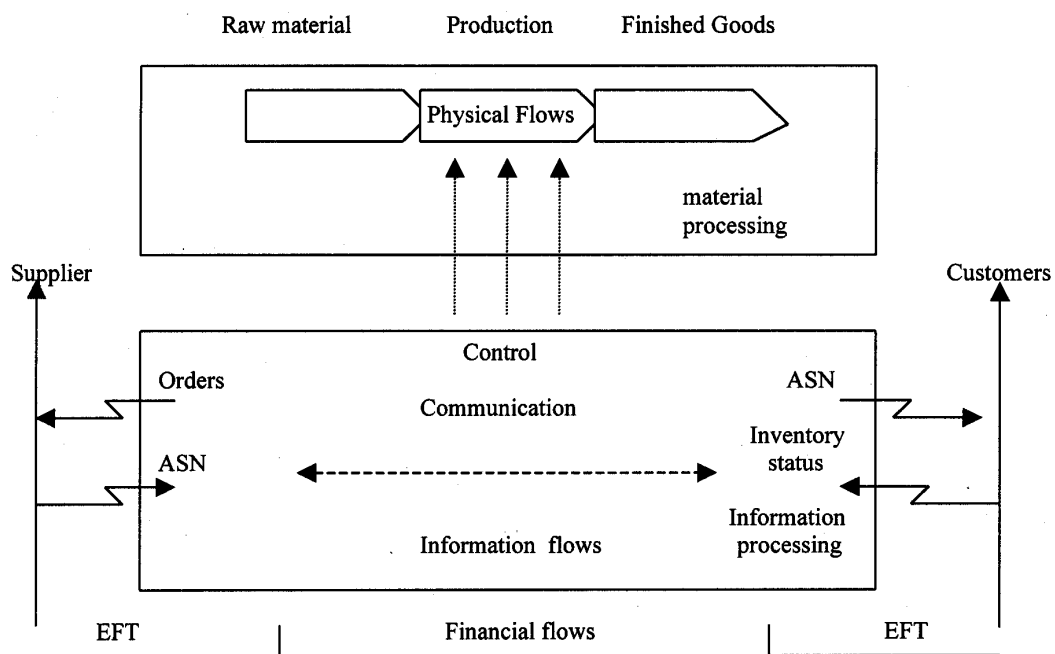 Raw material Production Finished Goods
Physical Flows
material
processing
Supplier Customers
Control
Orders ASN
Communication
Inventory
ASN status
Information
Information flows processing
EFT Financial flows EFT